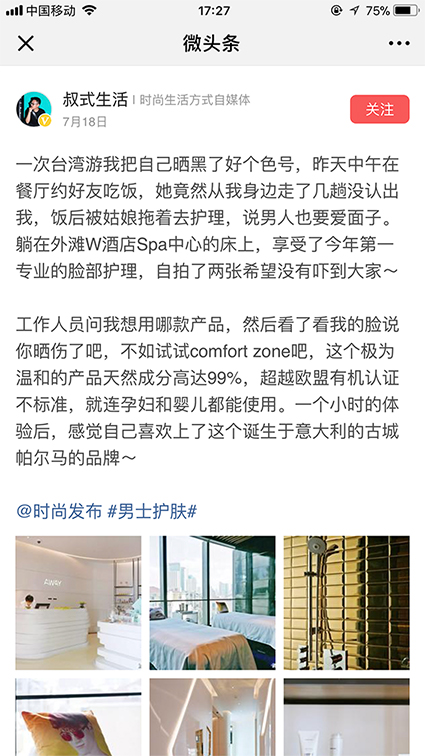 中国移动
17:27
75%
微头条
叔式生活
时尚生活方式自媒体
7月18日
关注
一次台湾游我把自己晒黑了好个色号，昨天中午在
餐厅约好友吃饭，她竟然从我身边走了几趟没认出
我，饭后被姑娘拖着去护理，说男人也要爱面子。
躺在外滩W酒店Spa中心的床上，享受了今年第一
专业的脸部护理，自拍了两张希望没有吓到大家～
工作人员问我想用哪款产品，然后看了看我的脸说
你晒伤了吧，不如试试comfort zone吧，这个极为
温和的产品天然成分高达99%，超越欧盟有机认证
不标准，就连孕妇和婴儿都能使用。一个小时的体
验后，感觉自己喜欢上了这个诞生于意大利的古城
帕尔马的品牌～
@时尚发布 #男士护肤#
AWAY